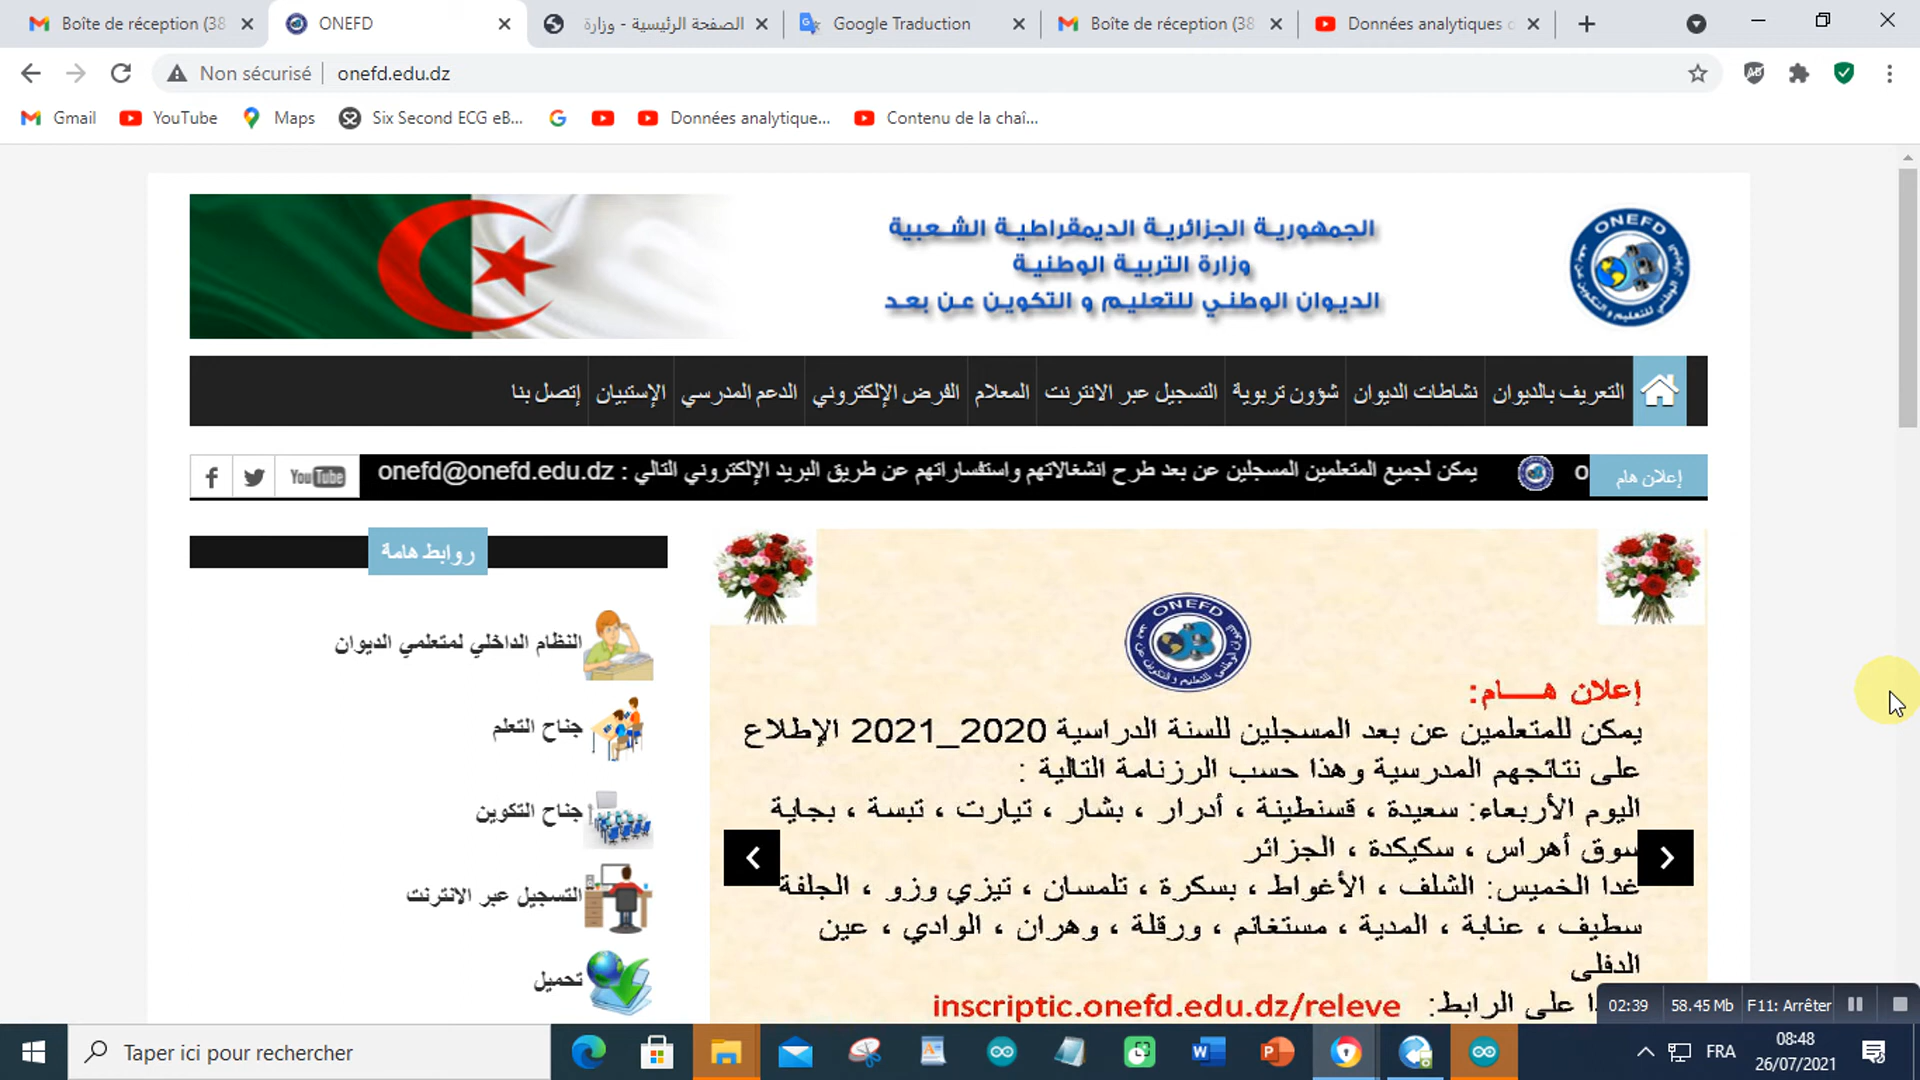 Boîte de réception (38
ONEFD
الصفحة الرئيسية - وزارة
Google Traduction
Boîte de réception (38
Données analytiques
Non sécurisé
onefd.edu.dz
Gmail
YouTube
Maps
Six Second ECG eB...
Données analytique...
Contenu de la chaî...
الجمهورية الجزائرية الديمقراطية الشعبية
وزارة التربية الوطنية
الديوان الوطني للتعليم و التكوين عن بعد
ONEFD
التعريف بالديوان
نشاطات الديوان
شؤون تربوية
التسجيل عبر الانترنت
المعلام
الفرض الإلكتروني
الدعم المدرسي
الإستبيان
إتصل بنا
إعلان هام
يمكن لجميع المتعلمين المسجلين عن بعد طرح انشغالاتهم واستفساراتهم عن طريق البريد الإلكتروني التالي : onefd@onefd.edu.dz
YouTube
روابط هامة
النظام الداخلي لمتعلمي الديوان
جناح التعلم
جناح التكوين
التسجيل عبر الانترنت
تحميل
ONEFD
إعلان هـــام:
يمكن للمتعلمين عن بعد المسجلين للسنة الدراسية 2020_2021 الإطلاع
على نتائجهم المدرسية وهذا حسب الرزنامة التالية :
اليوم الأربعاء: سعيدة ، قسنطينة ، أدرار ، بشار ، تيارت ، تبسة ، بجاية
سوق أهراس ، سكيكدة ، الجزائر
غدا الخميس: الشلف ، الأغواط ، بسكرة ، تلمسان ، تيزي وزو ، الجلفة
سطيف ، عنابة ، المدية ، مستغانم ، ورقلة ، وهران ، الوادي ، عين
الدفلى
على الرابط: inscriptic.onefd.edu.dz/releve
02:39
58.45 Mb
F11: Arrêter
Taper ici pour rechercher
FRA
08:48
26/07/2021